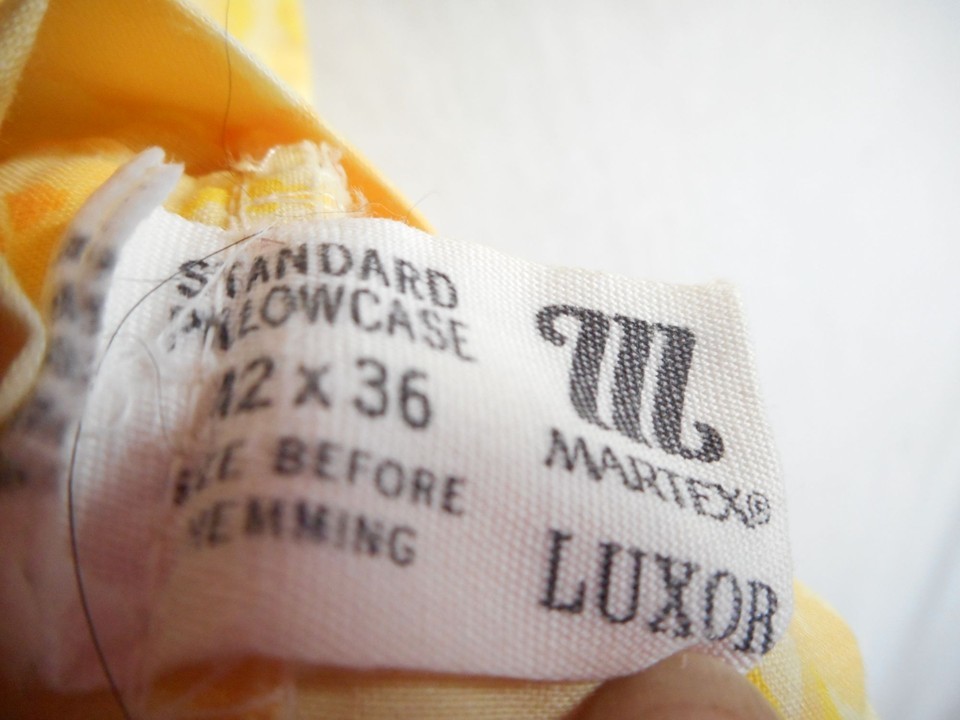 STANDARD
PILLOWCASE
42 x 36
SIZE BEFORE
HEMMING
M
MARTEX®
LUXOR